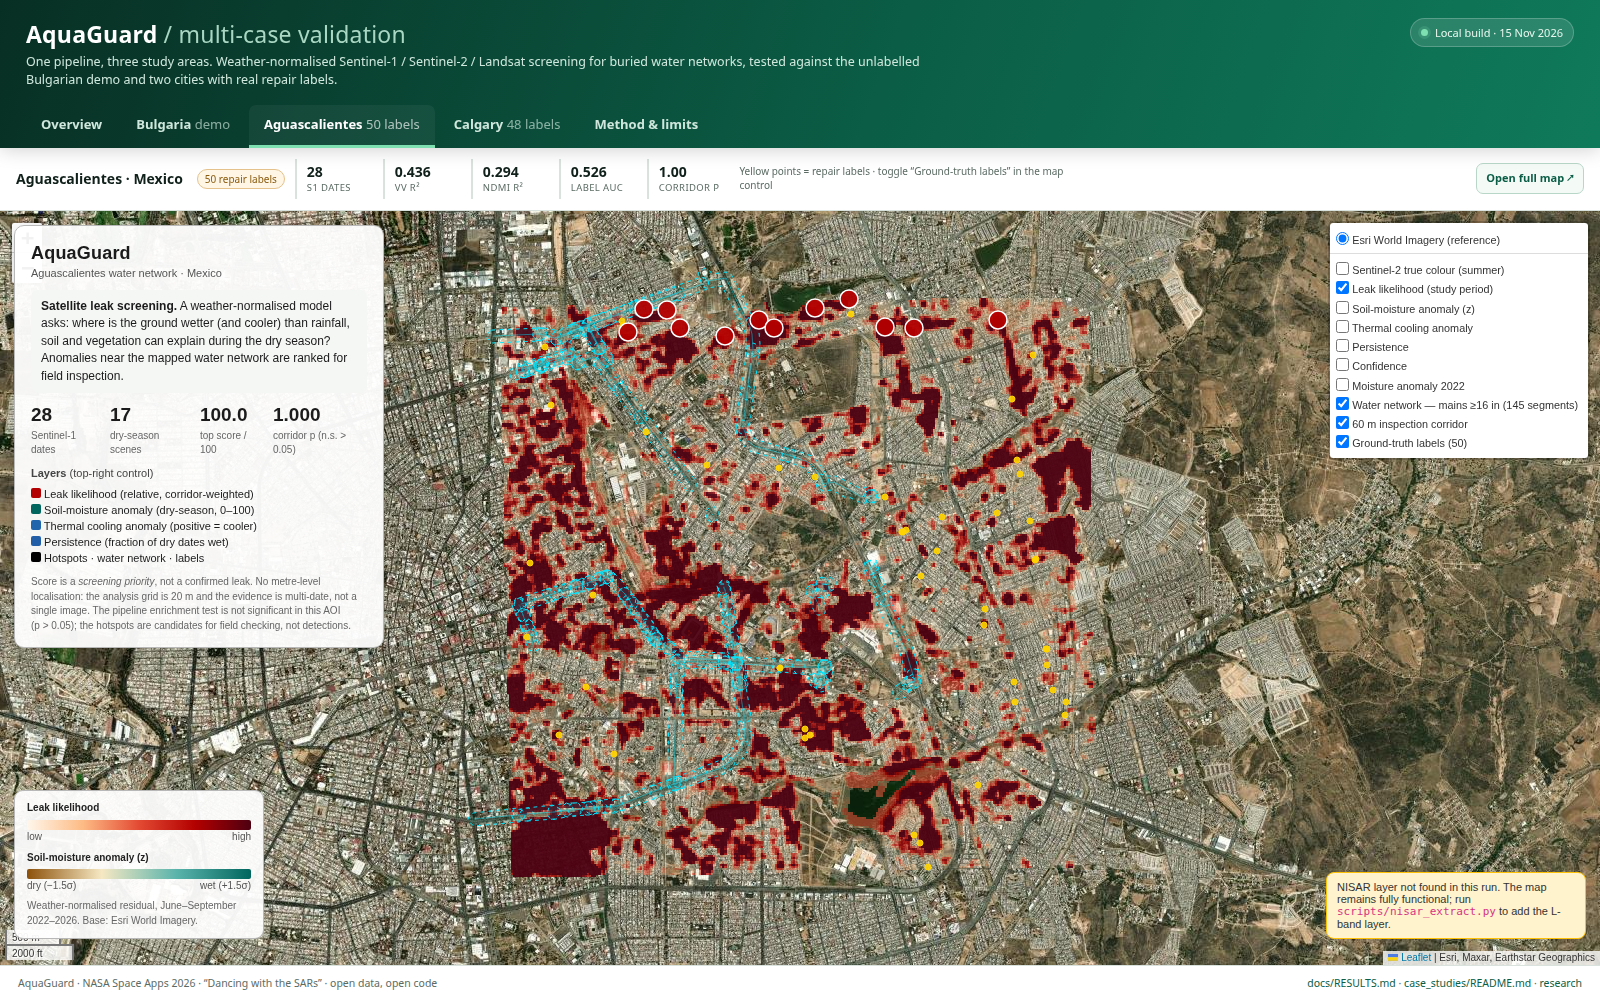 AquaGuard / multi-case validation
One pipeline, three study areas. Weather-normalised Sentinel-1 / Sentinel-2 / Landsat screening for buried water networks, tested against the unlabelled
Bulgarian demo and two cities with real repair labels.
Local build · 15 Nov 2026
Overview
Bulgaria demo
Aguascalientes 50 labels
Calgary 48 labels
Method & limits
Aguascalientes · Mexico
50 repair labels
28
S1 DATES
0.436
VV R²
0.294
NDMI R²
0.526
LABEL AUC
1.00
CORRIDOR P
Yellow points = repair labels · toggle “Ground-truth labels” in the map
control
Open full map ↗
AquaGuard
Aguascalientes water network · Mexico
Satellite leak screening. A weather-normalised model
asks: where is the ground wetter (and cooler) than rainfall,
soil and vegetation can explain during the dry season?
Anomalies near the mapped water network are ranked for
field inspection.
28
Sentinel-1
dates
17
dry-season
scenes
100.0
top score /
100
1.000
corridor p (n.s. >
0.05)
Layers (top-right control)
Leak likelihood (relative, corridor-weighted)
Soil-moisture anomaly (dry-season, 0–100)
Thermal cooling anomaly (positive = cooler)
Persistence (fraction of dry dates wet)
Hotspots · water network · labels
Score is a screening priority, not a confirmed leak. No metre-level
localisation: the analysis grid is 20 m and the evidence is multi-date, not a
single image. The pipeline enrichment test is not significant in this AOI
(p > 0.05); the hotspots are candidates for field checking, not detections.
Esri World Imagery (reference)
Sentinel-2 true colour (summer)
Leak likelihood (study period)
Soil-moisture anomaly (z)
Thermal cooling anomaly
Persistence
Confidence
Moisture anomaly 2022
Water network — mains ≥16 in (145 segments)
60 m inspection corridor
Ground-truth labels (50)
Leak likelihood
low high
Soil-moisture anomaly (z)
dry (−1.5σ) wet (+1.5σ)
Weather-normalised residual, June–September
2022–2026. Base: Esri World Imagery.
2000 ft
NISAR layer not found in this run. The map
remains fully functional; run
scripts/nisar_extract.py to add the L-
band layer.
Leaflet | Esri, Maxar, Earthstar Geographics
AquaGuard · NASA Space Apps 2026 · “Dancing with the SARs” · open data, open code
docs/RESULTS.md · case_studies/README.md · research